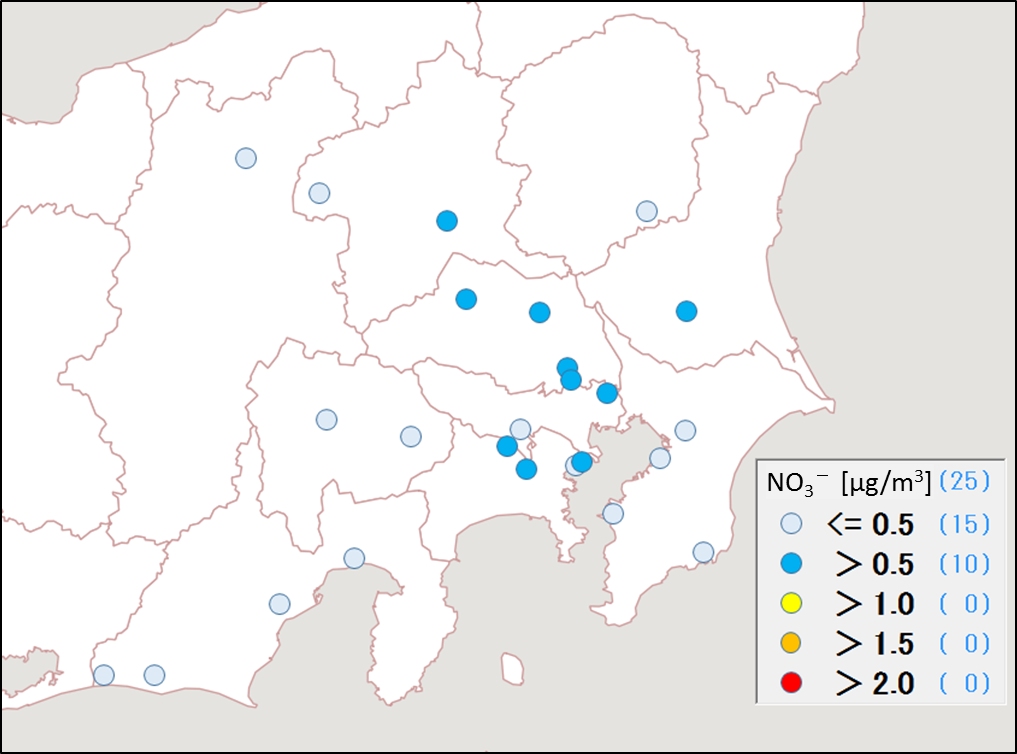 NO₃⁻ [µg/m³] (25)
<= 0.5 (15)
> 0.5 (10)
> 1.0 ( 0)
> 1.5 ( 0)
> 2.0 ( 0)